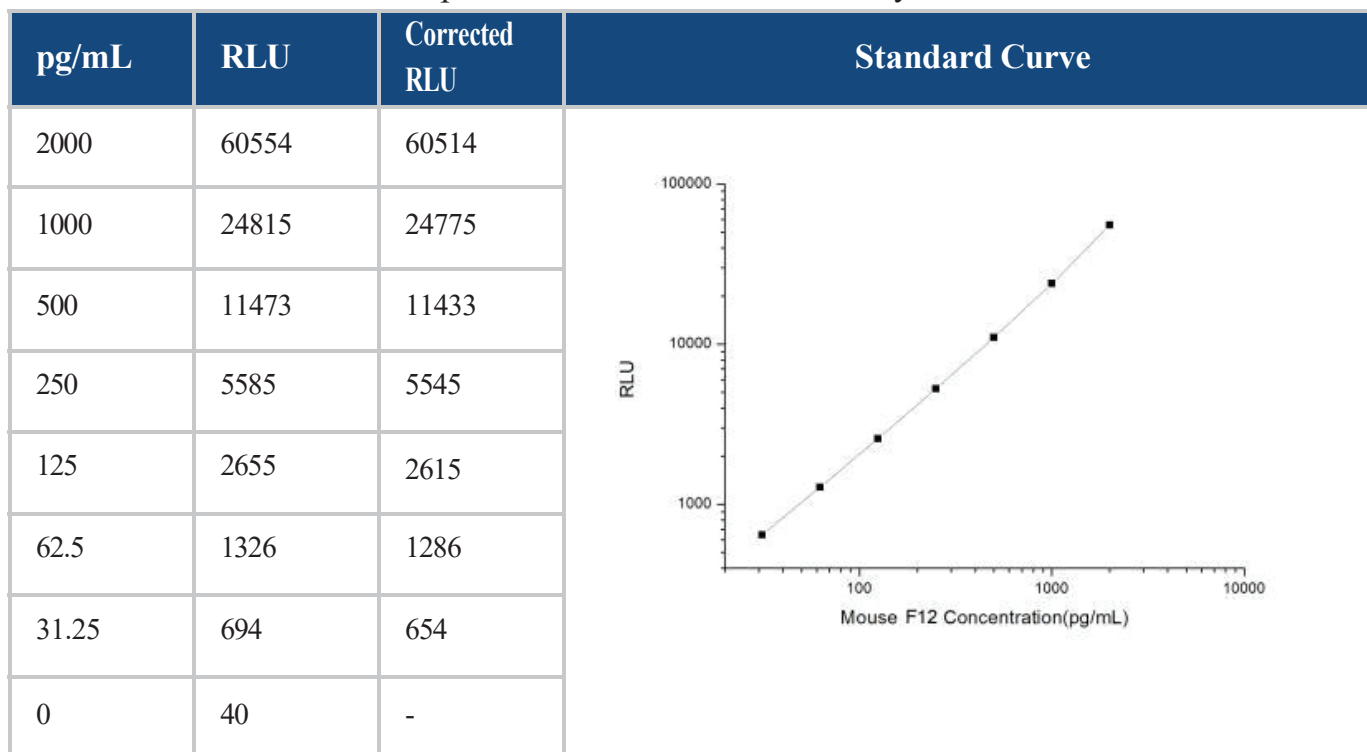 pg/mL RLU Corrected RLU Standard Curve
2000 60554 60514
1000 24815 24775
500 11473 11433
250 5585 5545
125 2655 2615
62.5 1326 1286
31.25 694 654
0 40 -
100000
10000
1000
RLU
100 1000 10000
Mouse F12 Concentration(pg/mL)